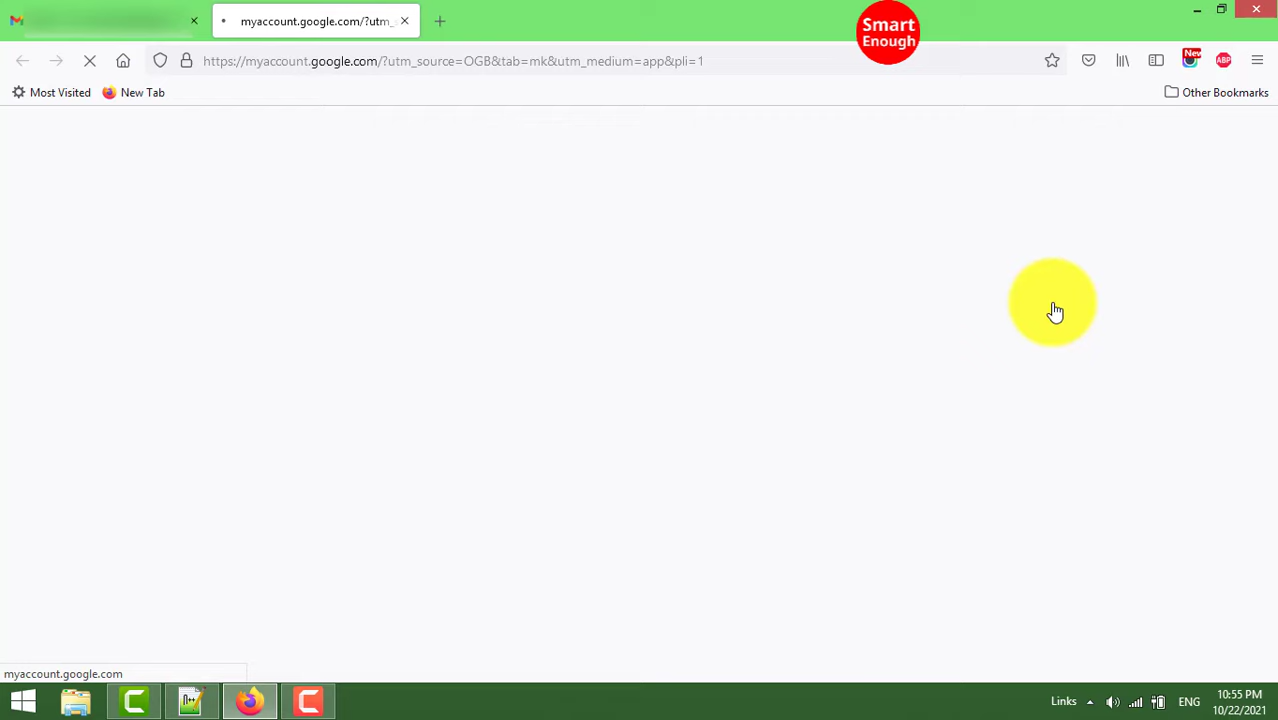 myaccount.google.com/?utm_
Smart
Enough
https://myaccount.google.com/?utm_source=OGB&tab=mk&utm_medium=app&pli=1
New
ABP
Most Visited
New Tab
Other Bookmarks
myaccount.google.com
Links
ENG
10:55 PM
10/22/2021